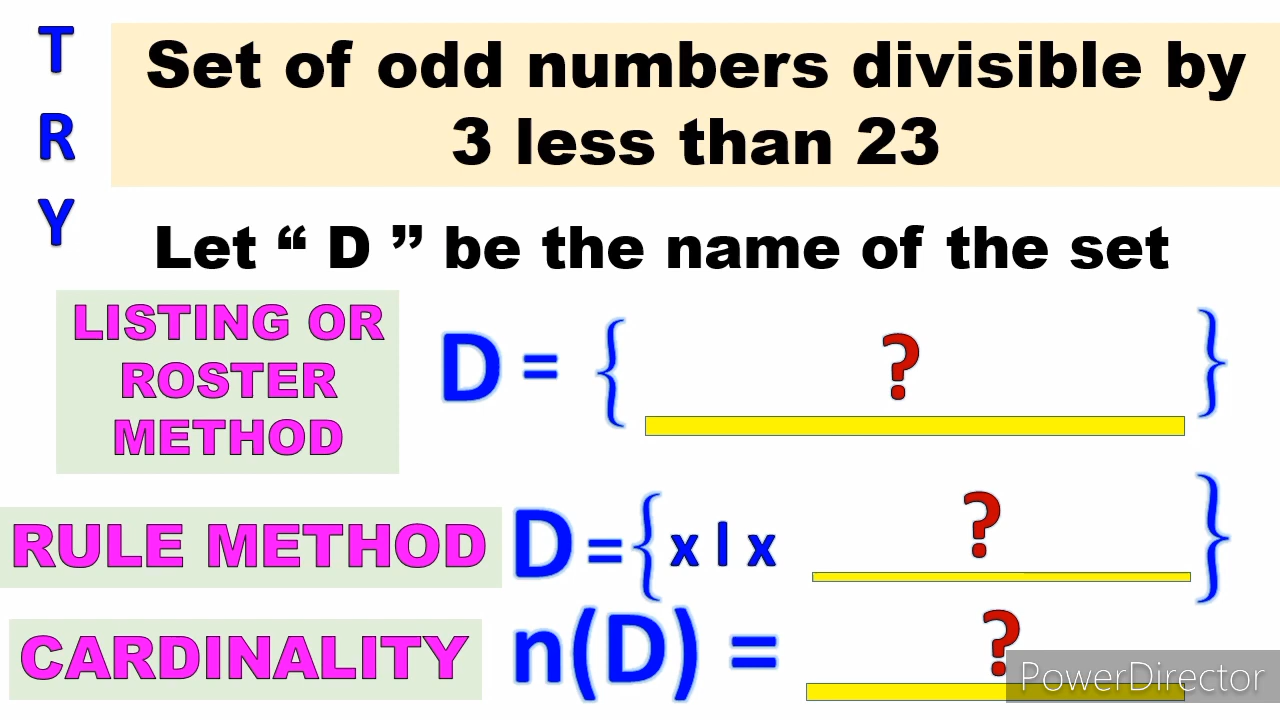 T
R
Y
Set of odd numbers divisible by
3 less than 23
Let “ D ” be the name of the set
LISTING OR
ROSTER
METHOD
D = { ? }
RULE METHOD
D = { x l x ? }
CARDINALITY
n(D) = ?
PowerDirector